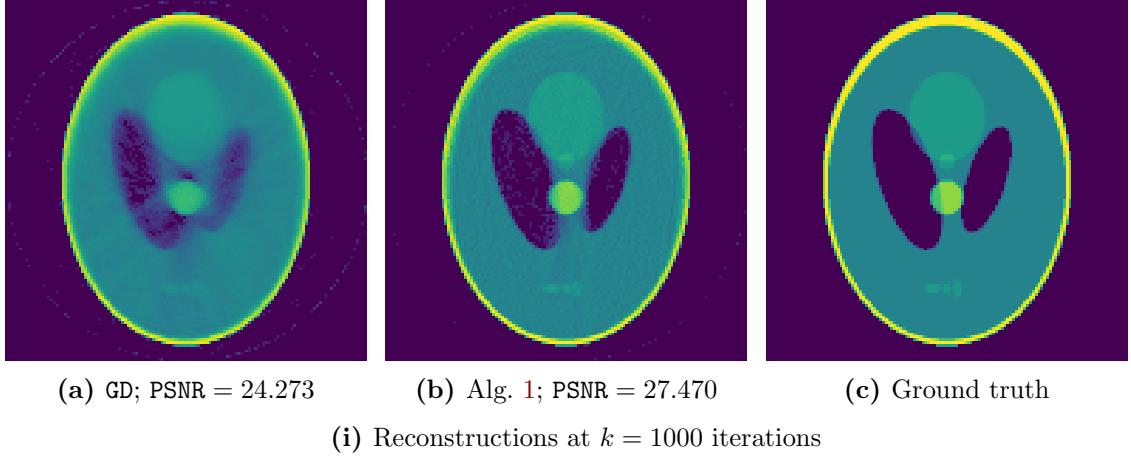 (a) GD; PSNR = 24.273
(b) Alg. 1; PSNR = 27.470
(c) Ground truth
(i) Reconstructions at k = 1000 iterations